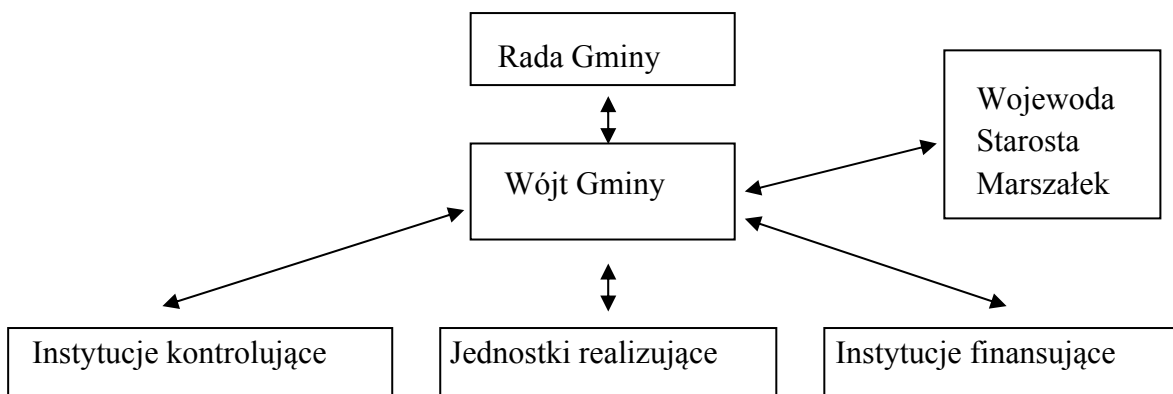 Rada Gminy
Wojewoda
Starosta
Marszałek
Wójt Gminy
Instytucje kontrolujące
Jednostki realizujące
Instytucje finansujące